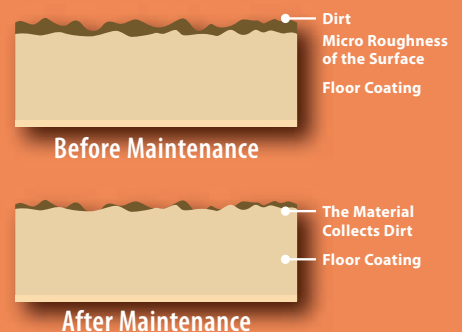 Dirt
Micro Roughness
of the Surface
Floor Coating
Before Maintenance
The Material
Collects Dirt
Floor Coating
After Maintenance